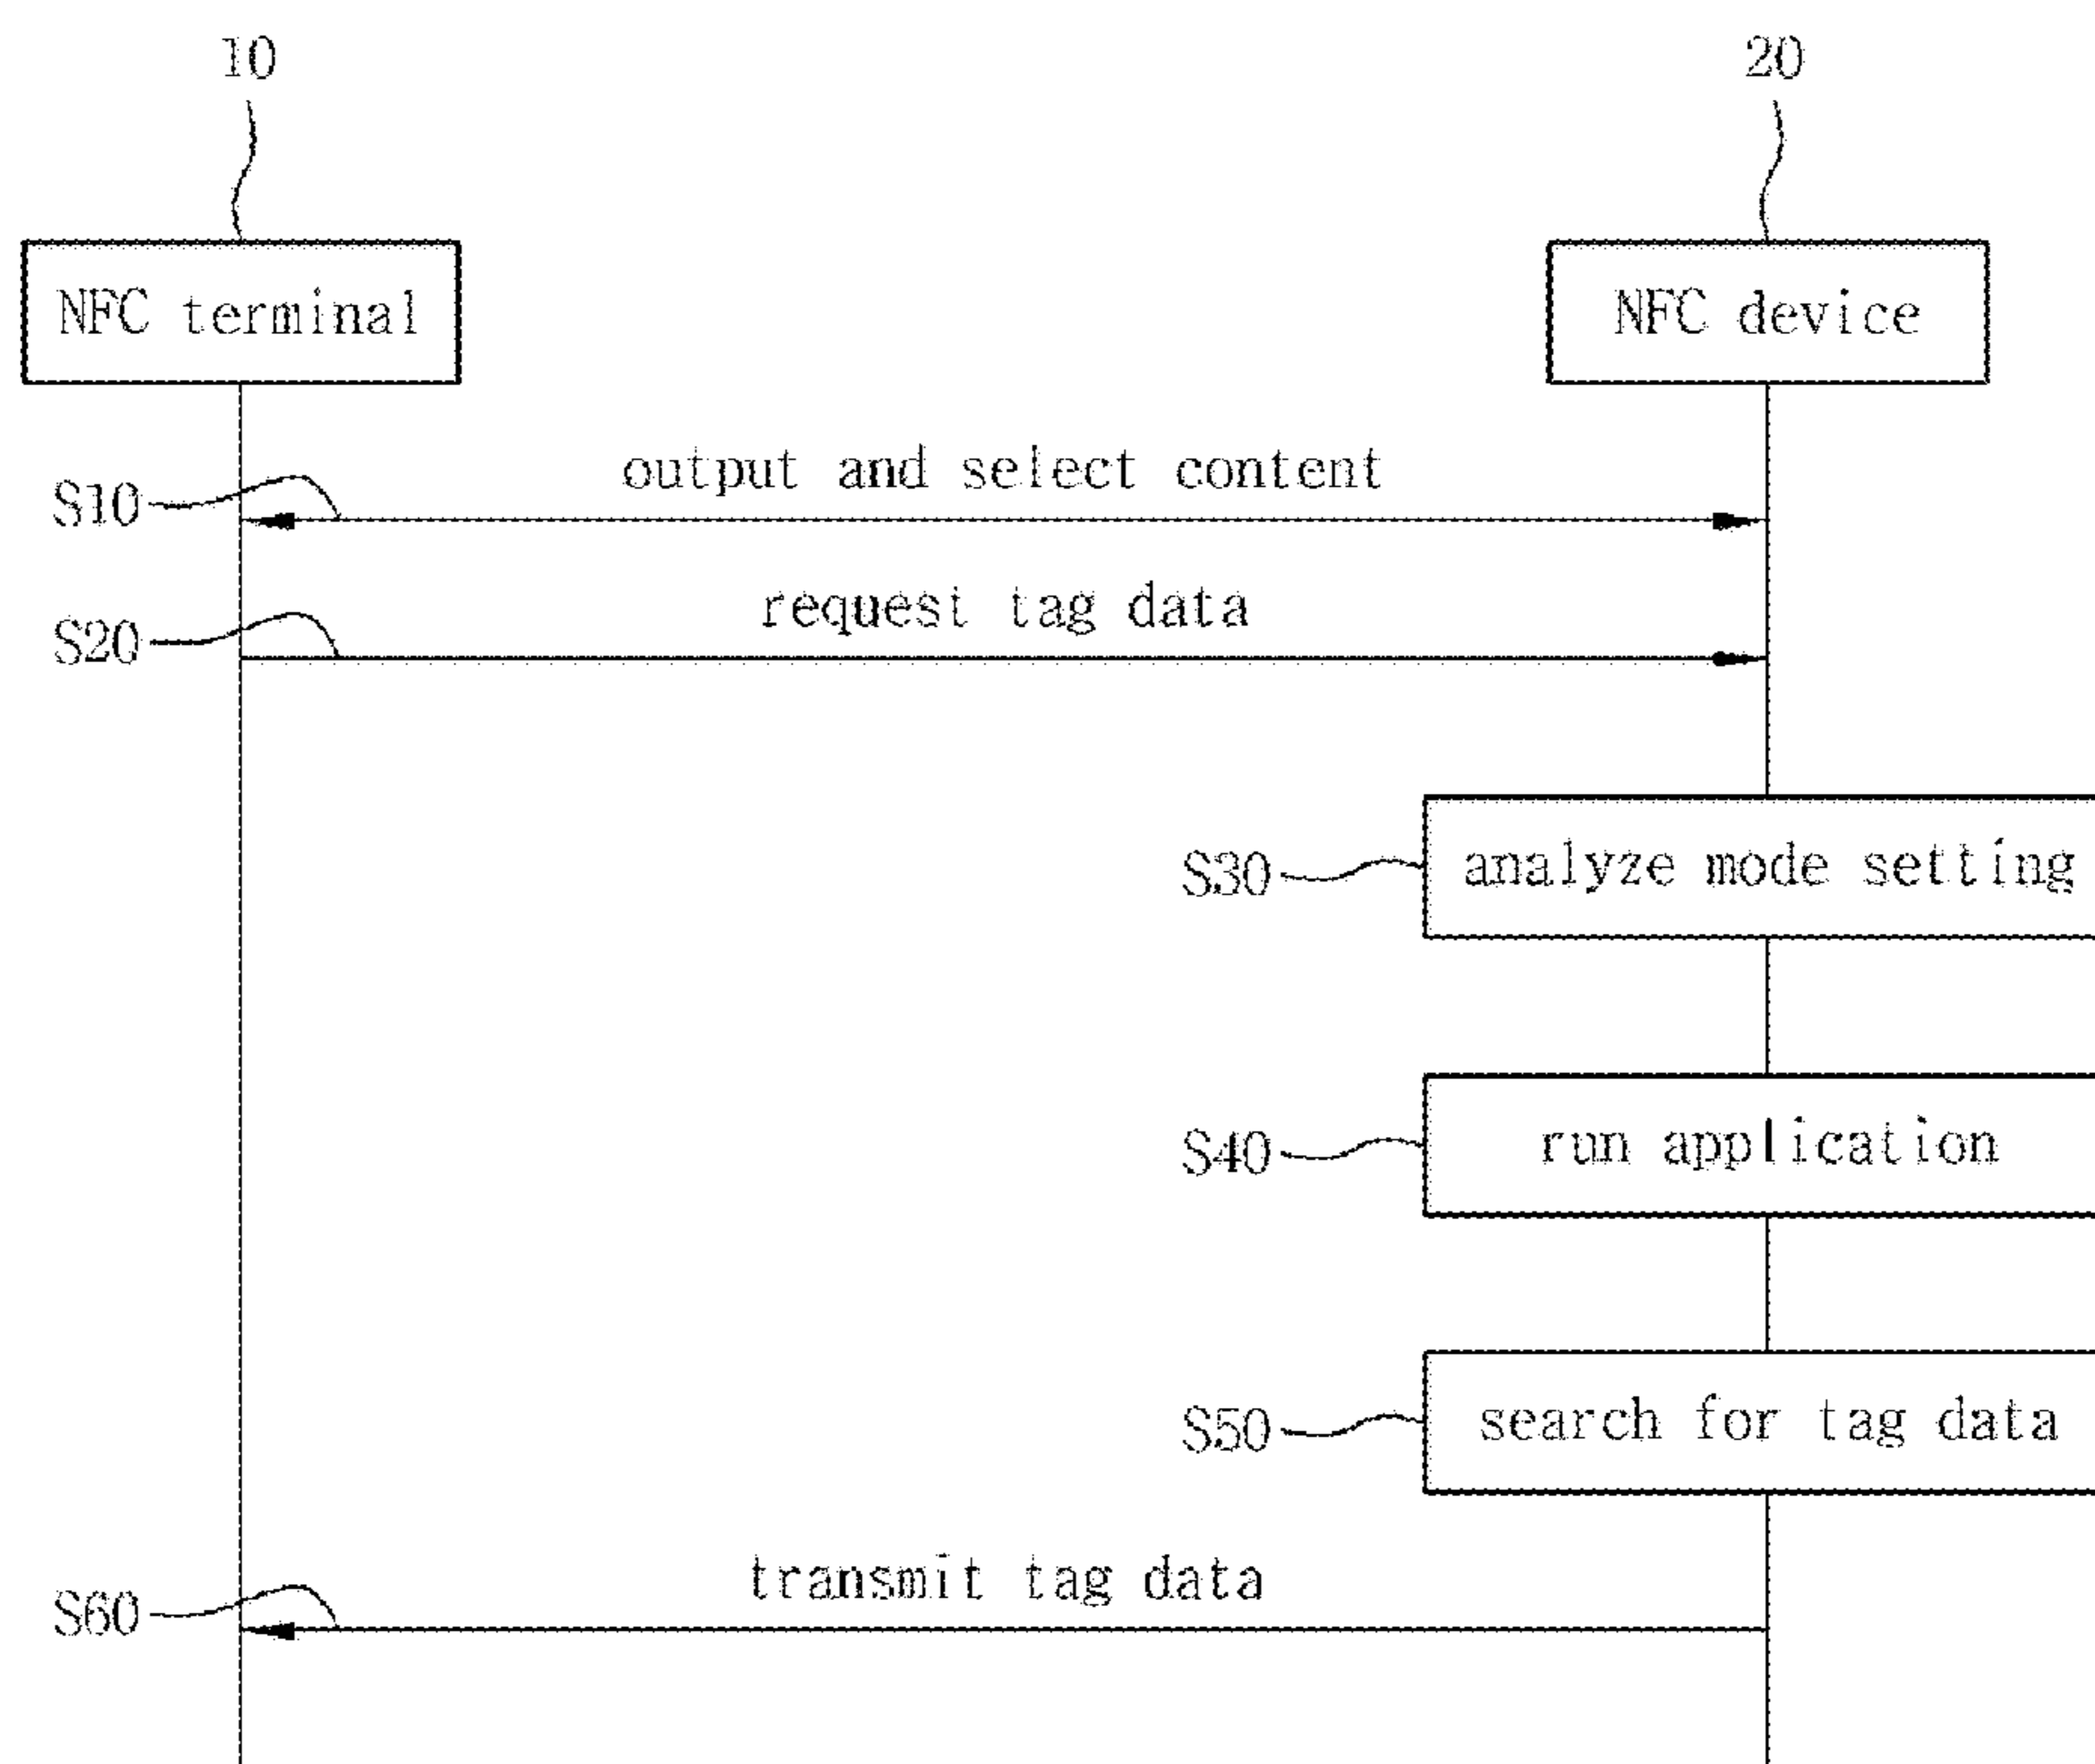 10
20
NFC terminal
NFC device
output and select content
S10
request tag data
S20
analyze mode setting
S30
run application
S40
search for tag data
S50
transmit tag data
S60